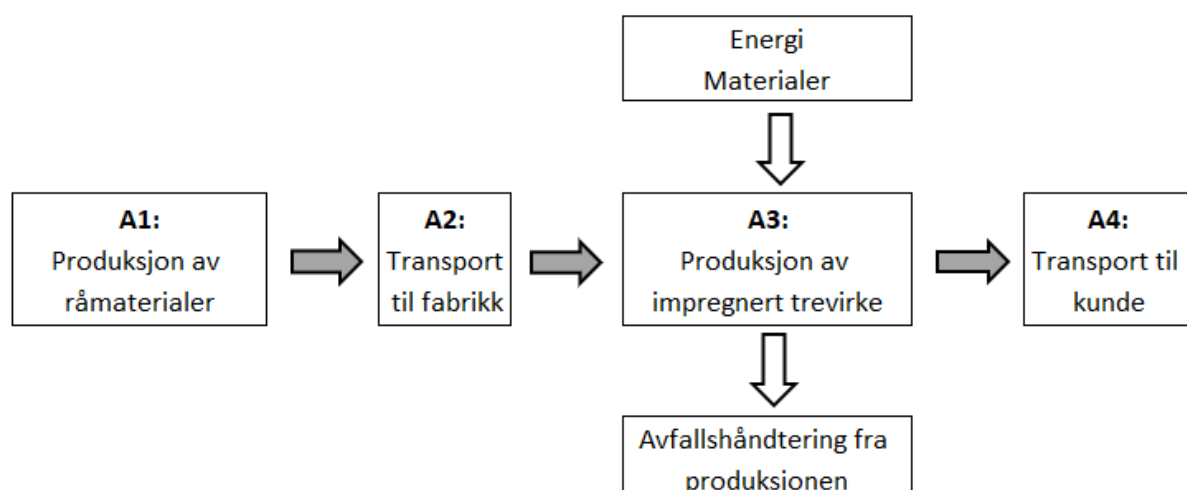 Energi
Materialer
A1:
Produksjon av
råmaterialer
A2:
Transport
til fabrikk
A3:
Produksjon av
impregnert trevirke
A4:
Transport til
kunde
Avfallshåndtering fra
produksjonen